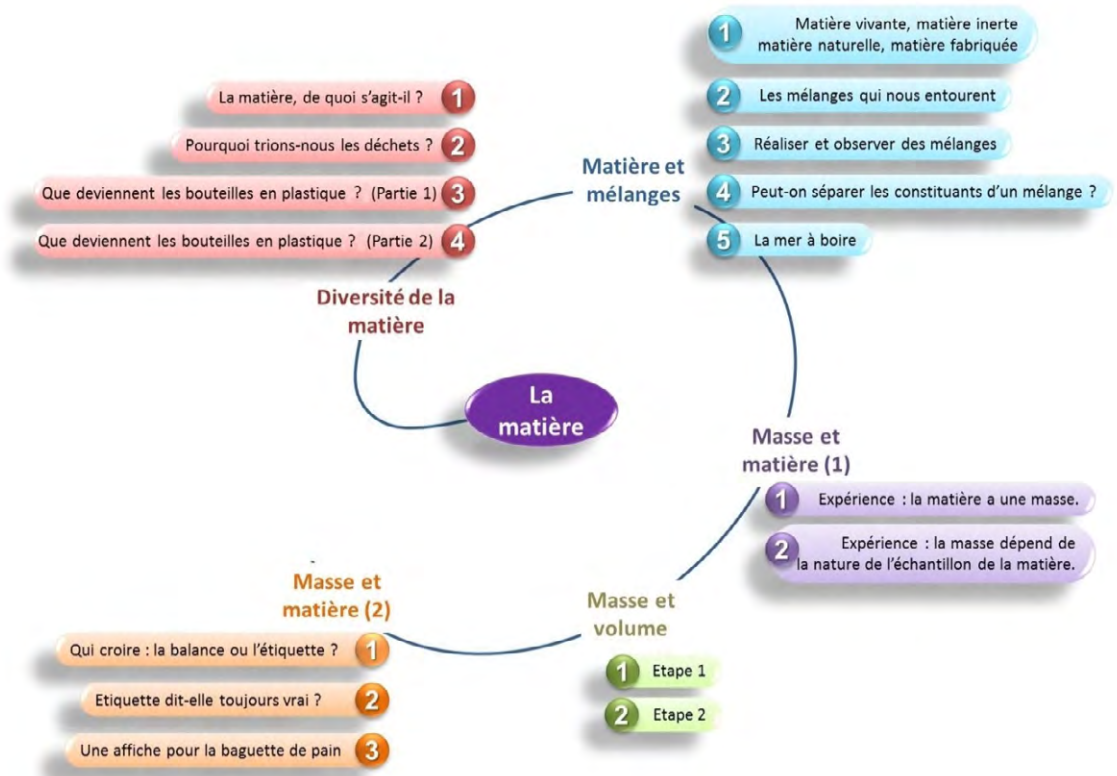 La
matière
Diversité de la
matière
1 La matière, de quoi s'agit-il ?
2 Pourquoi trions-nous les déchets ?
3 Que deviennent les bouteilles en plastique ? (Partie 1)
4 Que deviennent les bouteilles en plastique ? (Partie 2)
Matière et
mélanges
1 Matière vivante, matière inerte
matière naturelle, matière fabriquée
2 Les mélanges qui nous entourent
3 Réaliser et observer des mélanges
4 Peut-on séparer les constituants d'un mélange ?
5 La mer à boire
Masse et
matière (1)
1 Expérience : la matière a une masse.
2 Expérience : la masse dépend de
la nature de l'échantillon de la matière.
Masse et
volume
1 Etape 1
2 Etape 2
Masse et
matière (2)
1 Qui croire : la balance ou l'étiquette ?
2 Etiquette dit-elle toujours vrai ?
3 Une affiche pour la baguette de pain